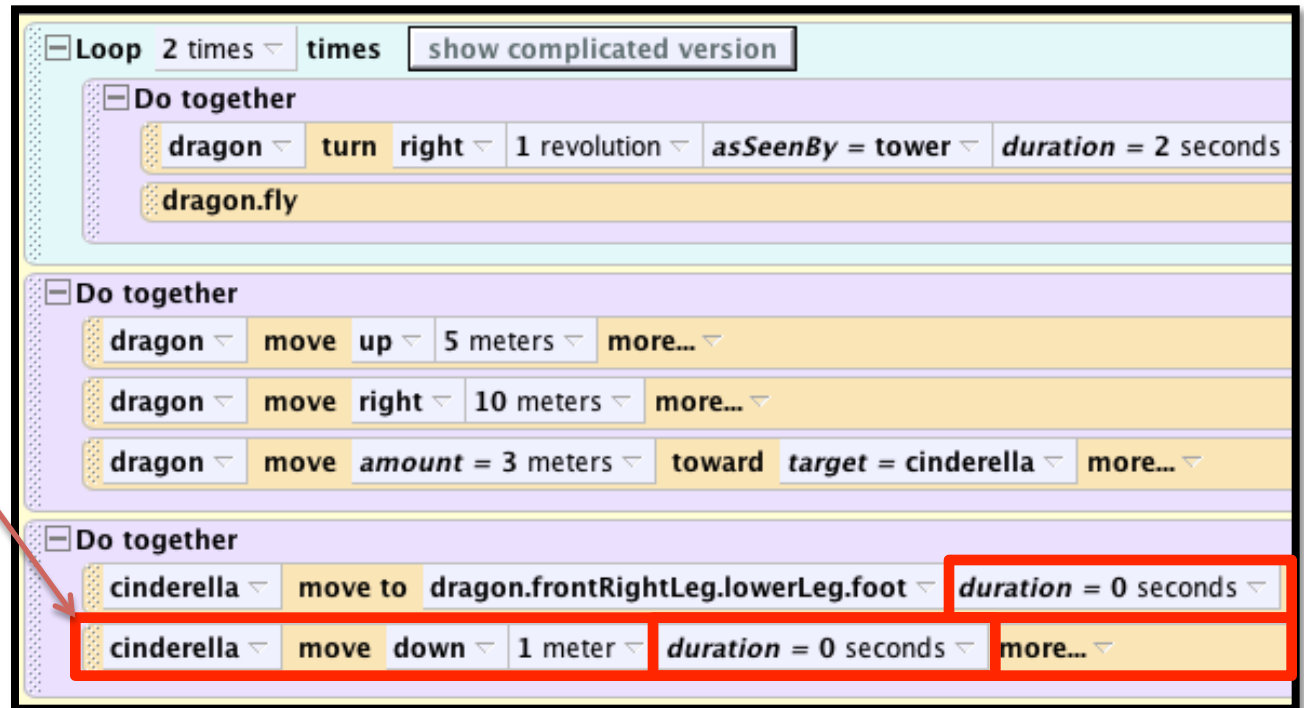 Loop 2 times times show complicated version
Do together
dragon turn right 1 revolution asSeenBy = tower duration = 2 seconds
dragon.fly
Do together
dragon move up 5 meters more...
dragon move right 10 meters more...
dragon move amount = 3 meters toward target = cinderella more...
Do together
cinderella move to dragon.frontRightLeg.lowerLeg.foot duration = 0 seconds
cinderella move down 1 meter duration = 0 seconds more...